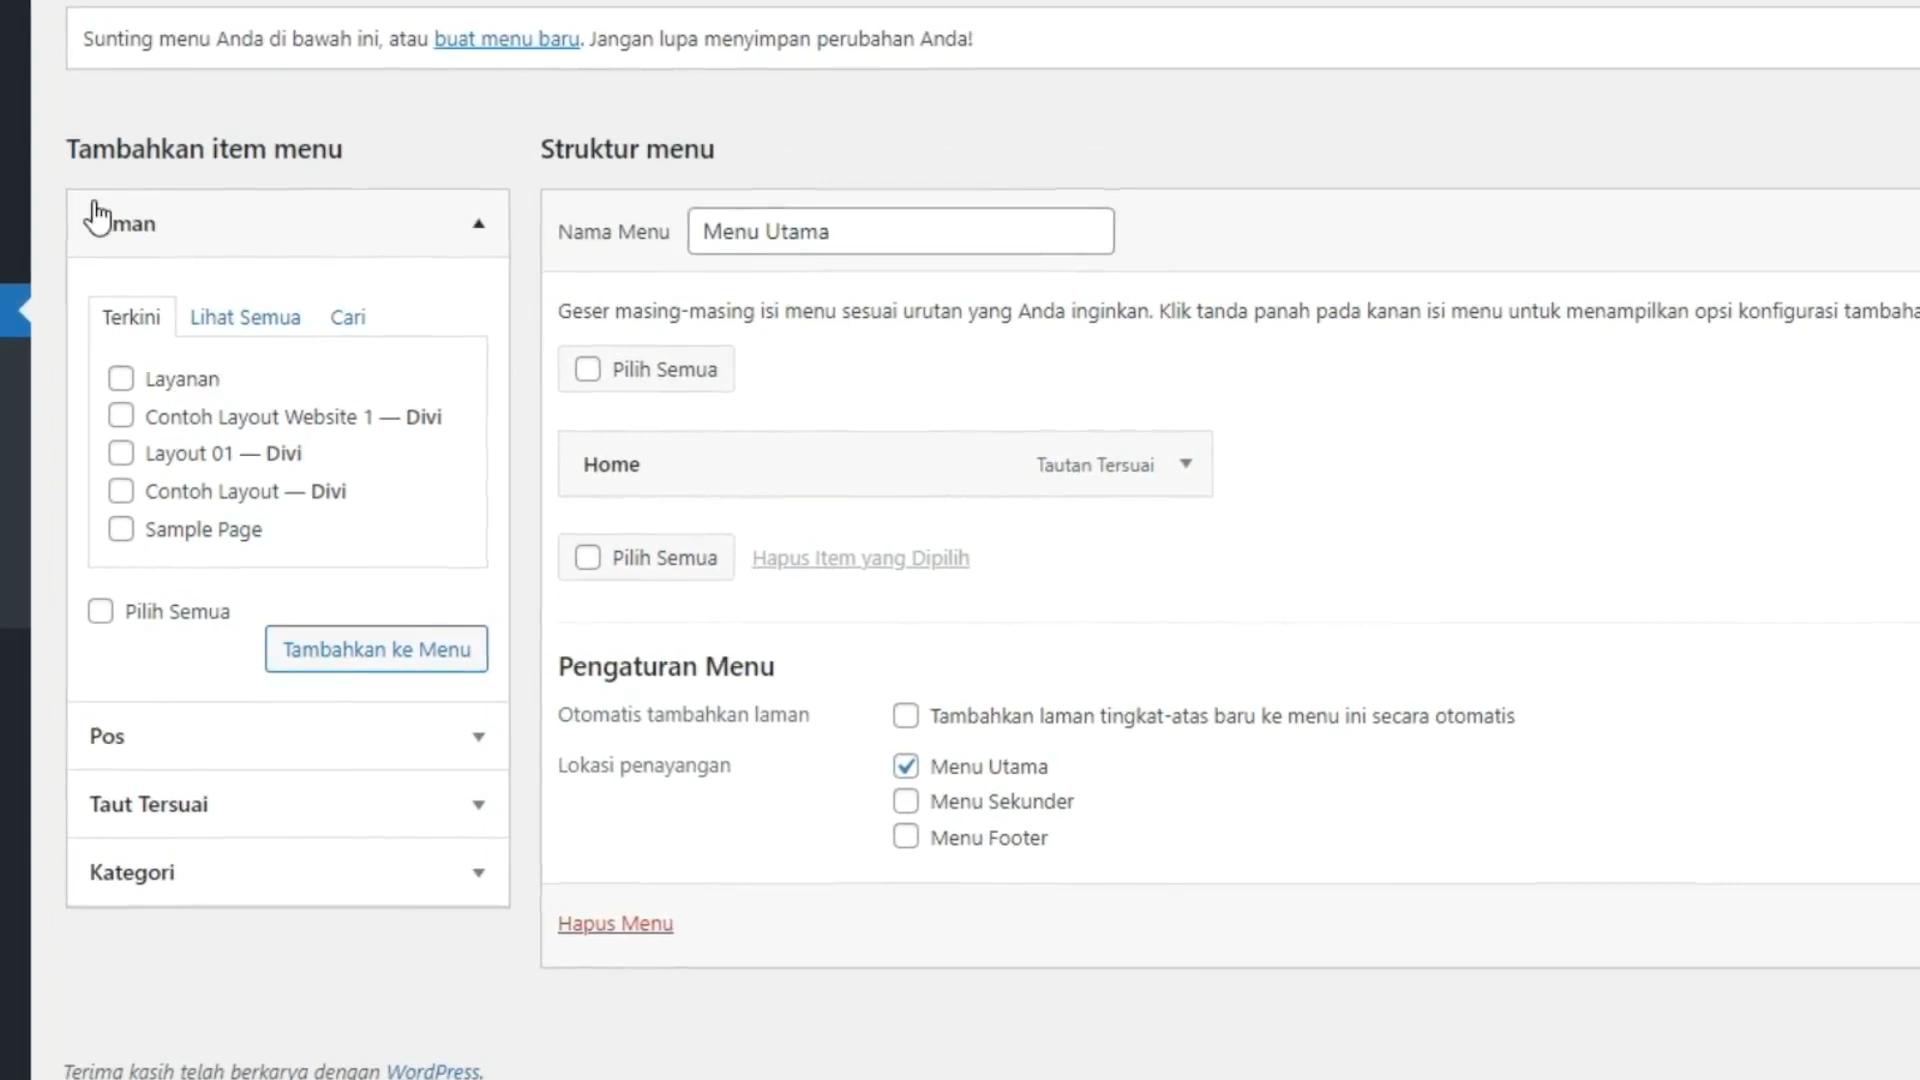 Sunting menu Anda di bawah ini, atau buat menu baru. Jangan lupa menyimpan perubahan Anda!
Tambahkan item menu
Struktur menu
Nama Menu
Menu Utama
Terkini
Lihat Semua
Cari
Layanan
Contoh Layout Website 1 — Divi
Layout 01 — Divi
Contoh Layout — Divi
Sample Page
Pilih Semua
Tambahkan ke Menu
Pos
Taut Tersuai
Kategori
Geser masing-masing isi menu sesuai urutan yang Anda inginkan. Klik tanda panah pada kanan isi menu untuk menampilkan opsi konfigurasi
Pilih Semua
Home
Tautan Tersuai
Pilih Semua
Hapus Item yang Dipilih
Pengaturan Menu
Otomatis tambahkan laman
Tambahkan laman tingkat-atas baru ke menu ini secara otomatis
Lokasi penayangan
Menu Utama
Menu Sekunder
Menu Footer
Hapus Menu
Terima kasih telah berkarya dengan WordPress.